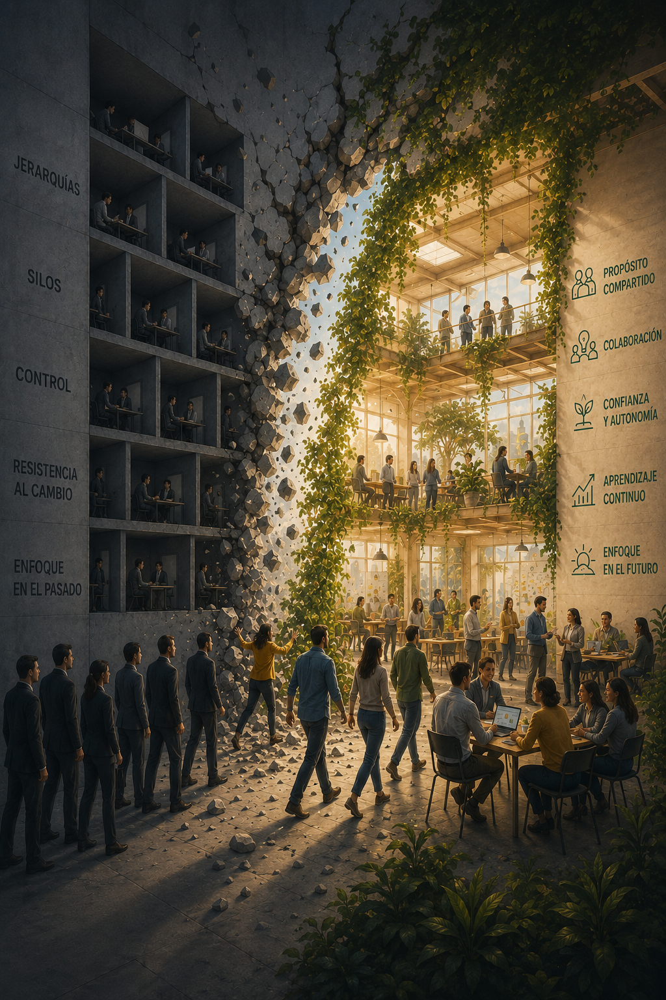 JERARQUÍAS
SILOS
CONTROL
RESISTENCIA
AL CAMBIO
ENFOQUE
EN EL PASADO
PROPÓSITO
COMPARTIDO
COLABORACIÓN
CONFIANZA
Y AUTONOMÍA
APRENDIZAJE
CONTINUO
ENFOQUE
EN EL FUTURO